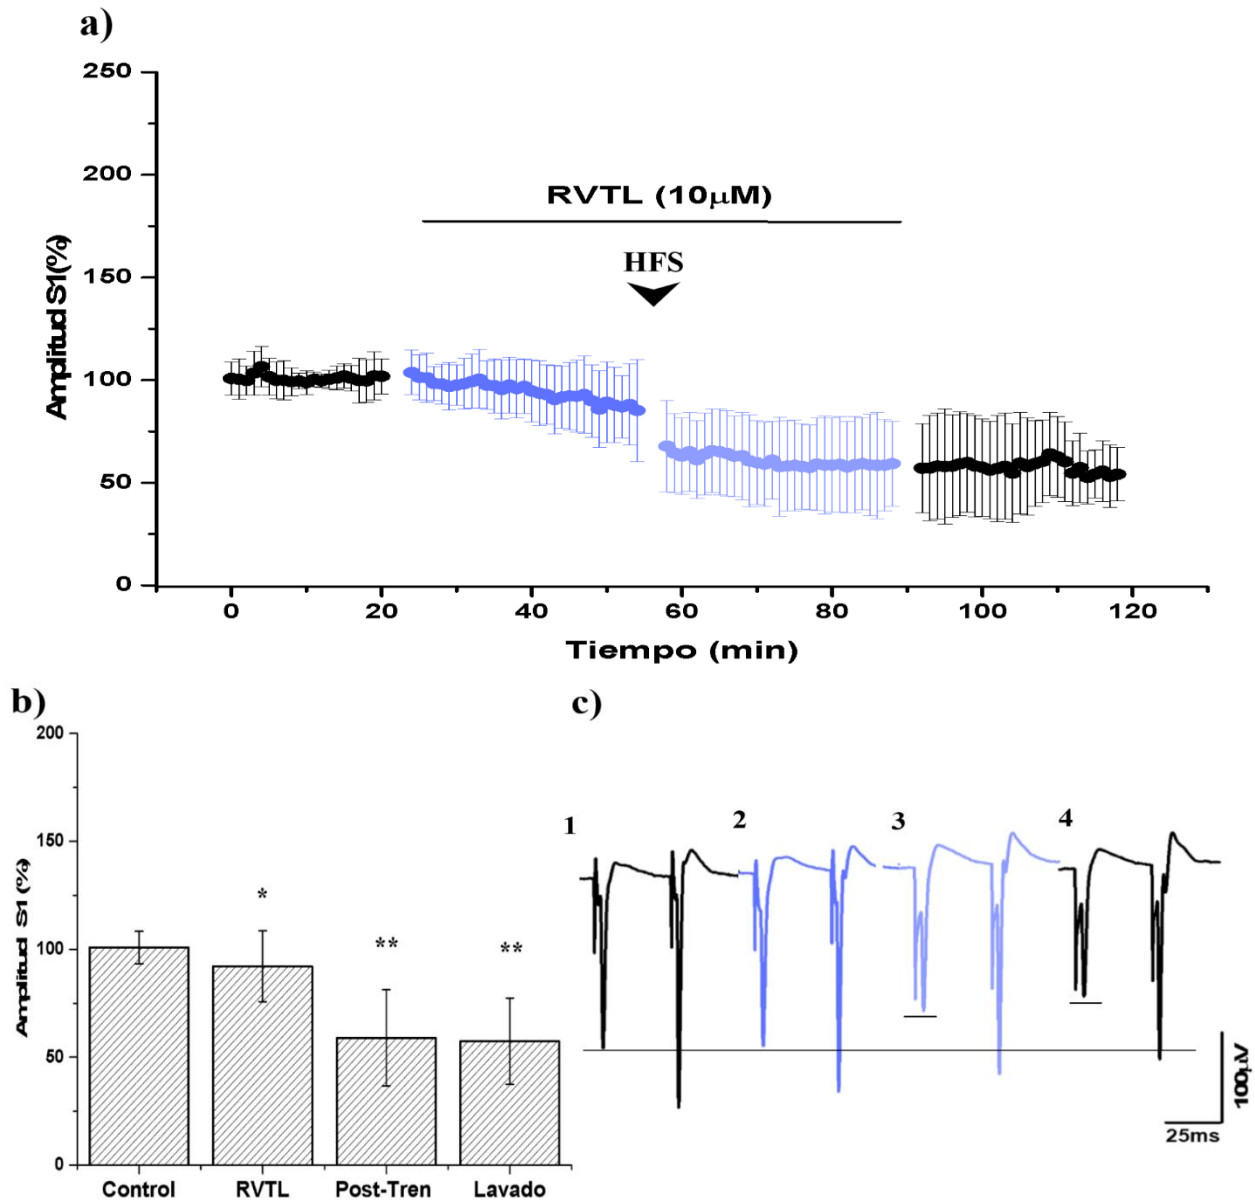 a)
250
200
150
100
50
0
Amplitud S1(%)
RVTL (10µM)
HFS
0 20 40 60 80 100 120
Tiempo (min)
b)
200
150
100
50
0
Amplitud S1 (%)
*
**
**
Control RVTL Post-Tren Lavado
c)
1 2 3 4
100µV
25ms